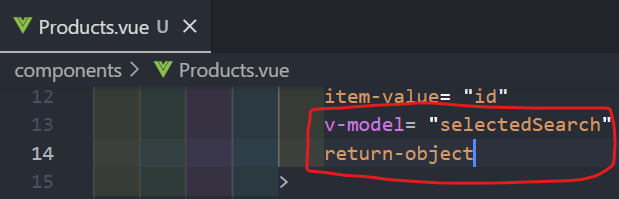 Products.vue U ×
components > Products.vue
12 item-value= "id"
13 v-model= "selectedSearch"
14 return-object
15 >